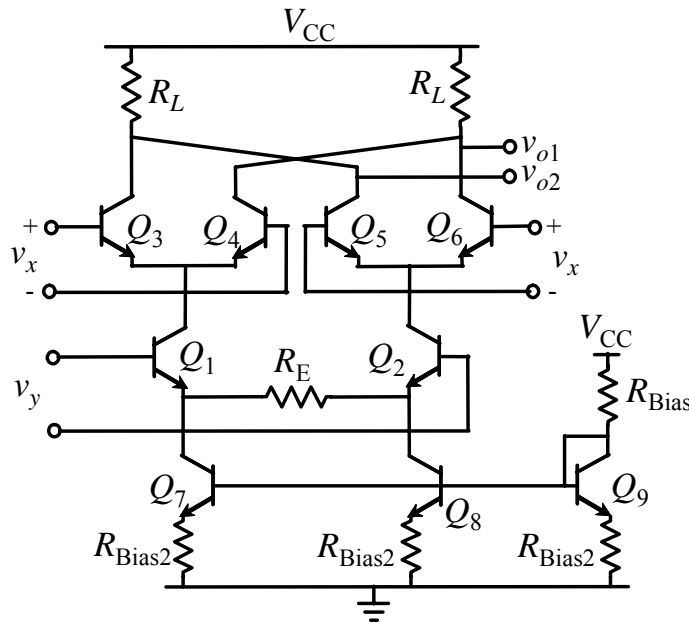 V_CC
R_L
R_L
v_o1
v_o2
+
Q_3
Q_4
Q_5
Q_6
+
v_x
v_x
-
-
Q_1
R_E
Q_2
V_CC
v_y
R_Bias
Q_7
Q_8
Q_9
R_Bias2
R_Bias2
R_Bias2